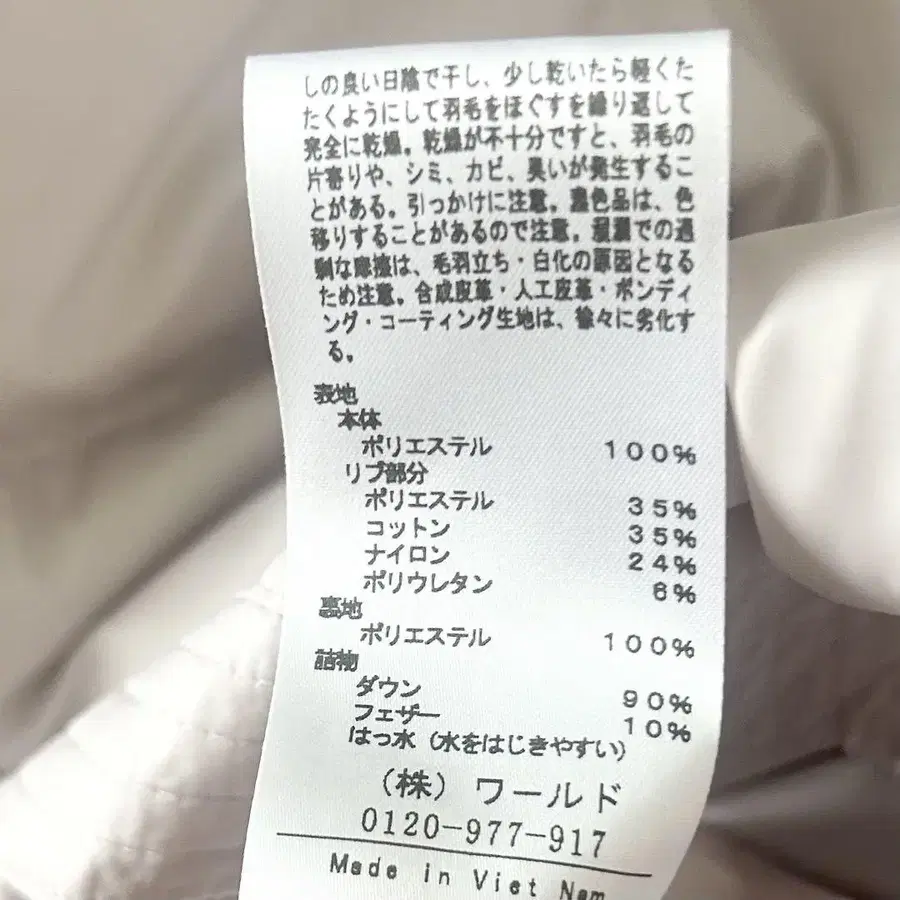 しの良い日陰で干し、少し乾いたら軽くた
たくようにして羽毛をほぐすを繰り返して
完全に乾燥。乾燥が不十分ですと、羽毛の
片寄りや、シミ、カビ、臭いが発生するこ
とがある。引っかけに注意。濃色品は、色
移りすることがあるので注意。湿潤での過
剰な摩擦は、毛羽立ち・白化の原因となる
ため注意。合成皮革・人工皮革・ボンディ
ング・コーティング生地は、徐々に劣化す
る。
表地
本体
ポリエステル 100%
リブ部分
ポリエステル 35%
コットン 35%
ナイロン 24%
ポリウレタン 6%
裏地
ポリエステル 100%
詰物
ダウン 90%
フェザー 10%
はっ水（水をはじきやすい）
（株）ワールド
0120-977-917
Made in Viet Nam